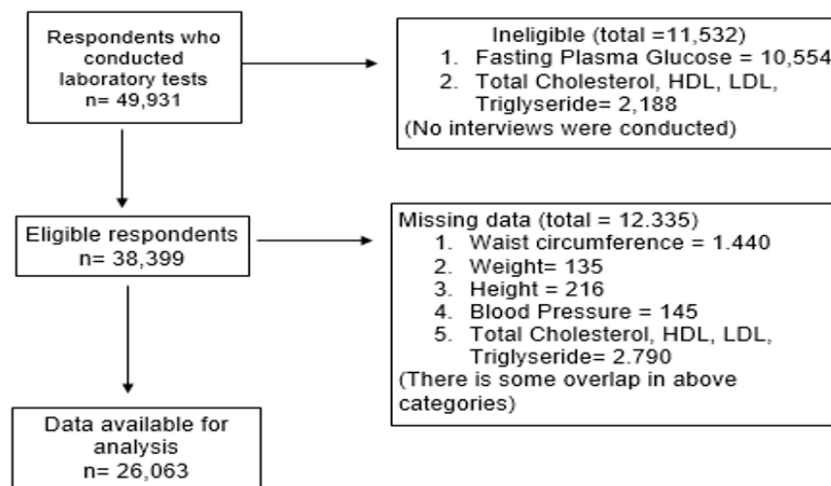 Respondents who
conducted
laboratory tests
n= 49,931
Ineligible (total =11,532)
1. Fasting Plasma Glucose = 10,554
2. Total Cholesterol, HDL, LDL,
Triglyseride= 2,188
(No interviews were conducted)
Eligible respondents
n= 38,399
Missing data (total = 12.335)
1. Waist circumference = 1.440
2. Weight= 135
3. Height = 216
4. Blood Pressure = 145
5. Total Cholesterol, HDL, LDL,
Triglyseride= 2.790
(There is some overlap in above
categories)
Data available for
analysis
n= 26,063